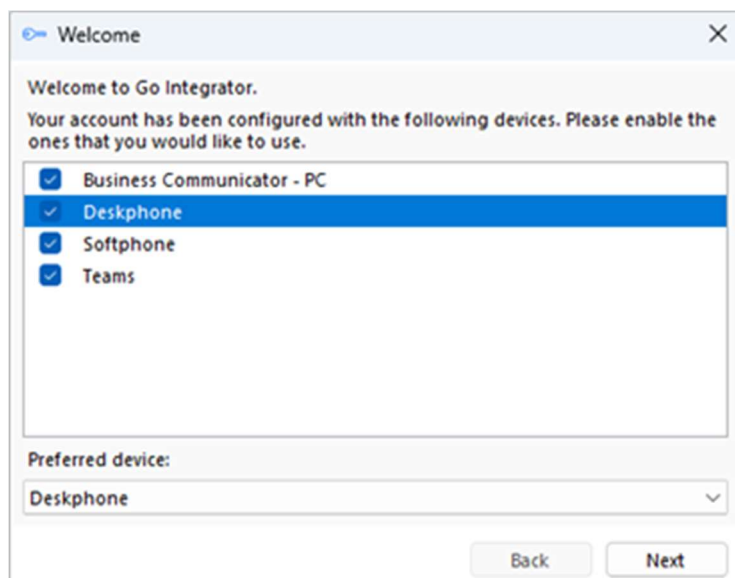 Welcome
Welcome to Go Integrator.
Your account has been configured with the following devices. Please enable the
ones that you would like to use.
Business Communicator - PC
Deskphone
Softphone
Teams
Preferred device:
Deskphone
Back
Next